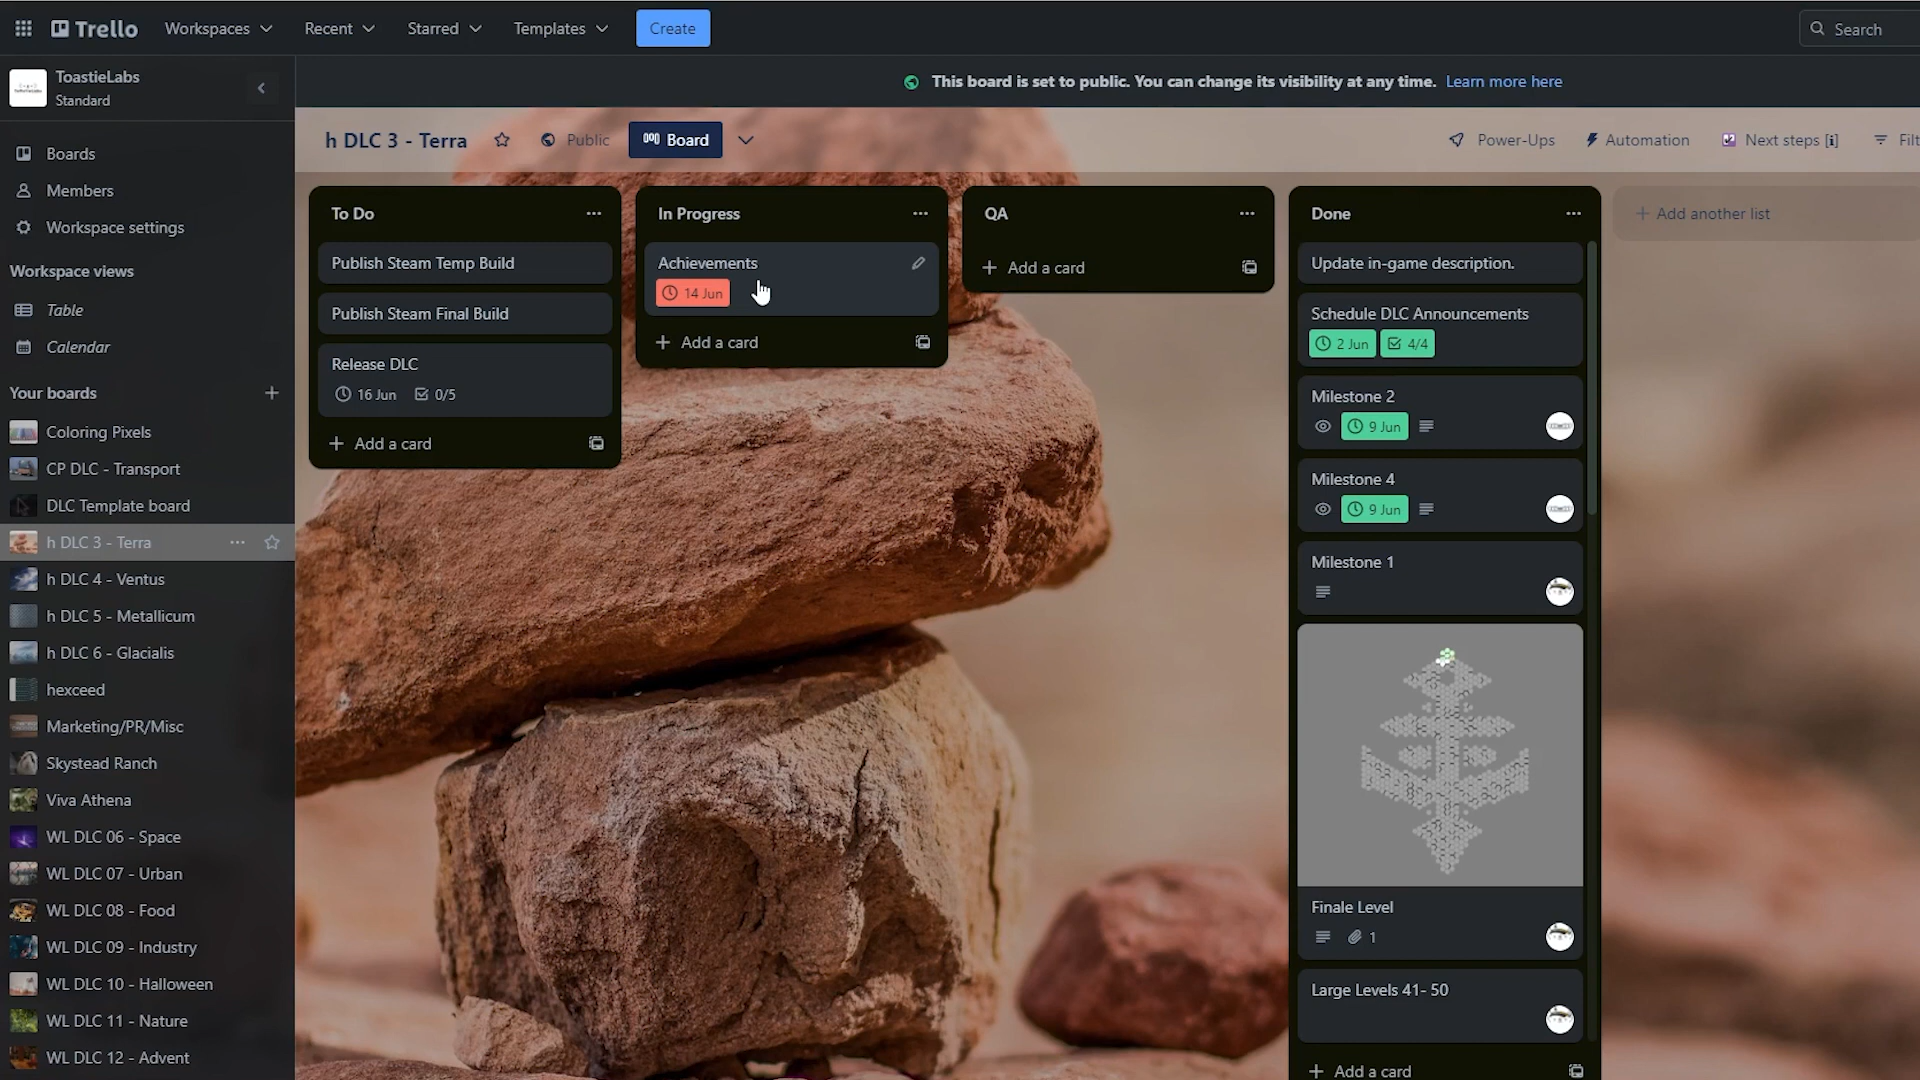 Trello
Workspaces
Recent
Starred
Templates
Create
Search
ToastieLabs
Standard
This board is set to public. You can change its visibility at any time. Learn more here
h DLC 3 - Terra
Public
Board
Power-Ups
Automation
Next steps [i]
Filt
Boards
Members
Workspace settings
Workspace views
Table
Calendar
Your boards
Coloring Pixels
CP DLC - Transport
DLC Template board
h DLC 3 - Terra
h DLC 4 - Ventus
h DLC 5 - Metallicum
h DLC 6 - Glacialis
hexceed
Marketing/PR/Misc
Skystead Ranch
Viva Athena
WL DLC 06 - Space
WL DLC 07 - Urban
WL DLC 08 - Food
WL DLC 09 - Industry
WL DLC 10 - Halloween
WL DLC 11 - Nature
WL DLC 12 - Advent
To Do
Publish Steam Temp Build
Publish Steam Final Build
Release DLC
16 Jun 0/5
Add a card
In Progress
Achievements
14 Jun
Add a card
QA
Add a card
Done
Update in-game description.
Schedule DLC Announcements
2 Jun 4/4
Milestone 2
9 Jun
Milestone 4
9 Jun
Milestone 1
Finale Level
1
Large Levels 41- 50
Add a card
Add another list